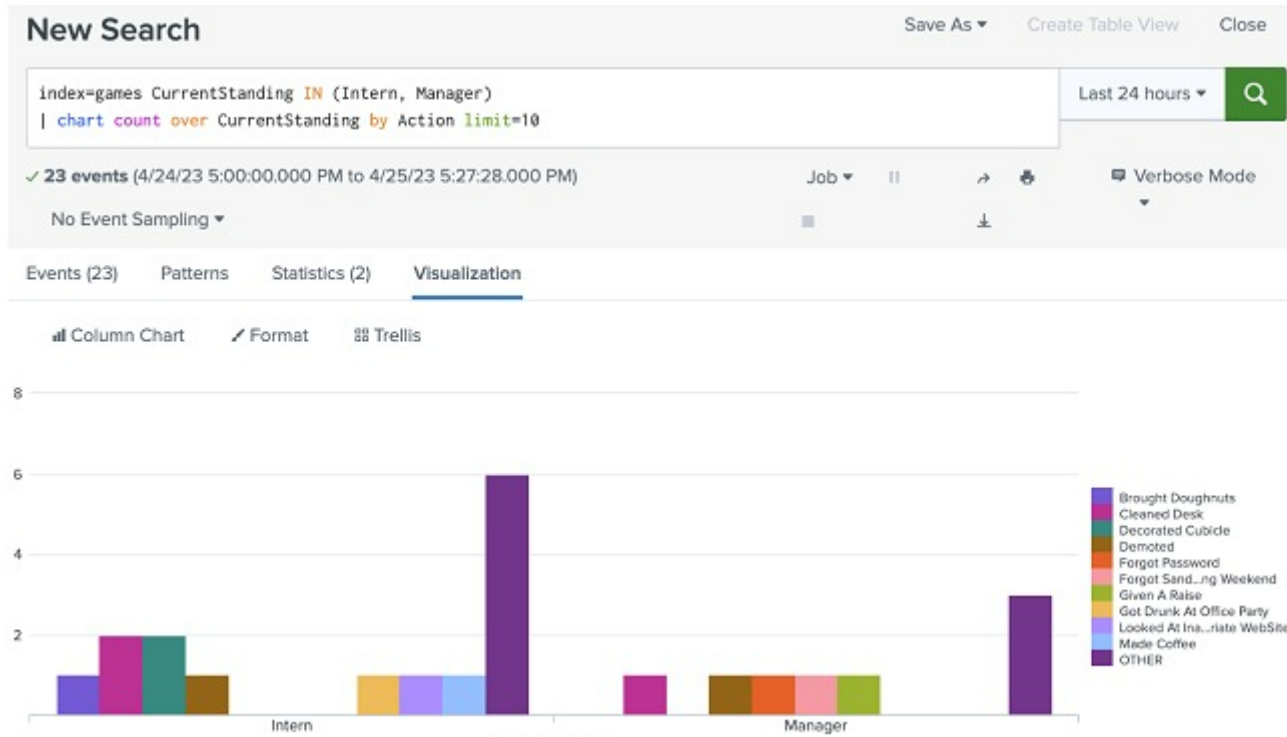 New Search
Save As
Create Table View
Close
index=games CurrentStanding IN (Intern, Manager)
| chart count over CurrentStanding by Action limit=10
Last 24 hours
23 events (4/24/23 5:00:00.000 PM to 4/25/23 5:27:28.000 PM)
Job
Verbose Mode
No Event Sampling
Events (23)
Patterns
Statistics (2)
Visualization
Column Chart
Format
Trellis
8
6
4
2
Intern
Manager
Brought Doughnuts
Cleaned Desk
Decorated Cubicle
Demoted
Forgot Password
Forgot Sand...ng Weekend
Given A Raise
Got Drunk At Office Party
Looked At Ina...riate WebSite
Made Coffee
OTHER